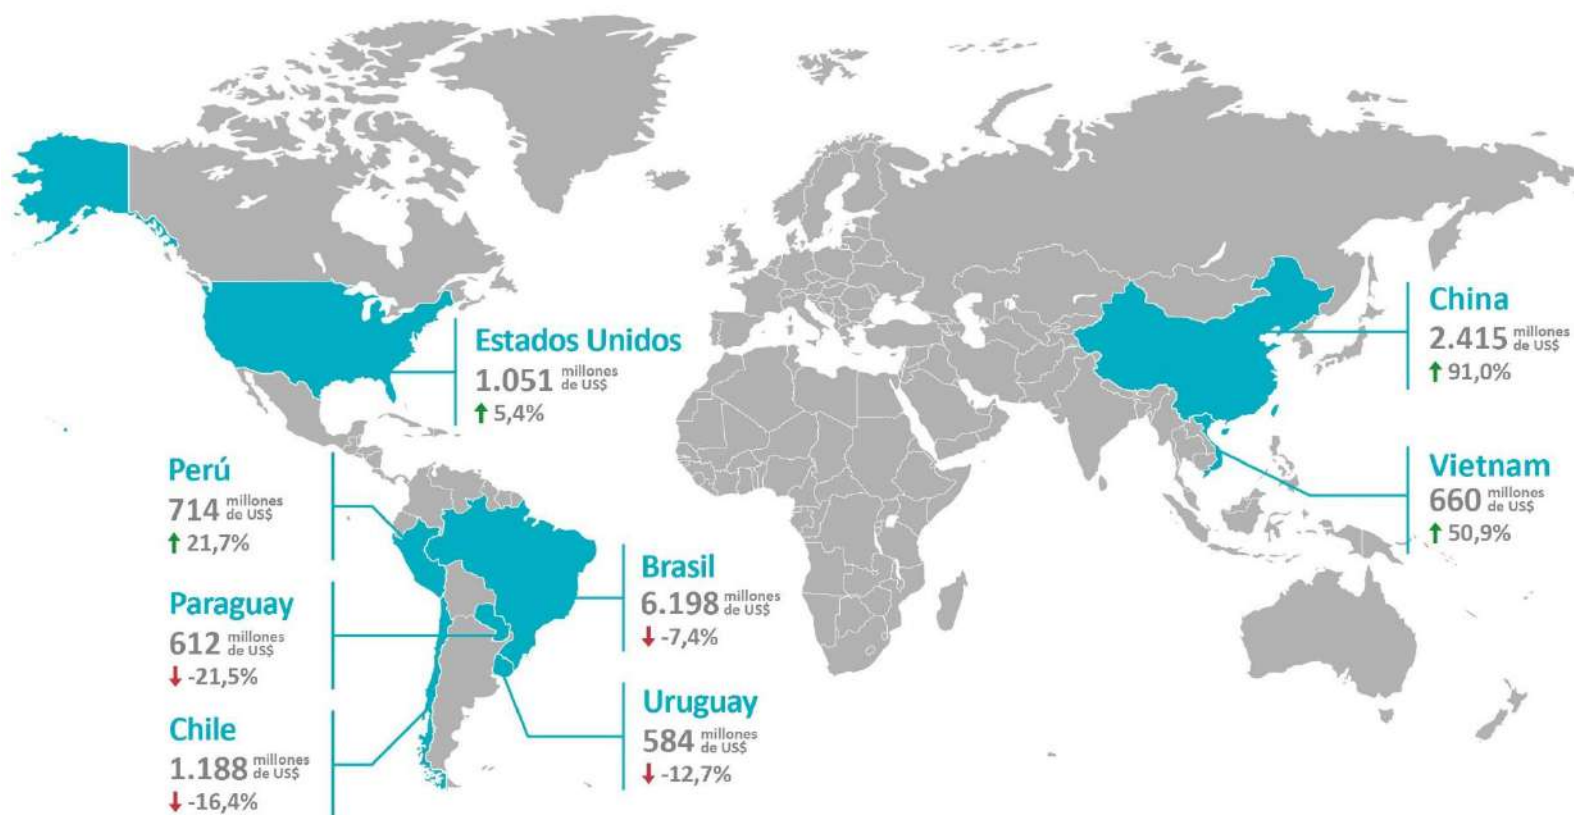 Estados Unidos
1.051 millones de US$
5,4%
China
2.415 millones de US$
91,0%
Perú
714 millones de US$
21,7%
Vietnam
660 millones de US$
50,9%
Paraguay
612 millones de US$
-21,5%
Brasil
6.198 millones de US$
-7,4%
Chile
1.188 millones de US$
-16,4%
Uruguay
584 millones de US$
-12,7%